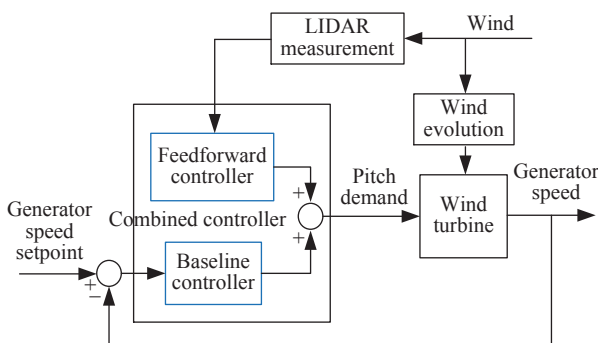 LIDAR
measurement
Wind
Wind
evolution
Feedforward
controller
+
Pitch
demand
Generator
speed
Generator
speed
setpoint
Combined controller
+
Wind
turbine
Baseline
controller
+
−